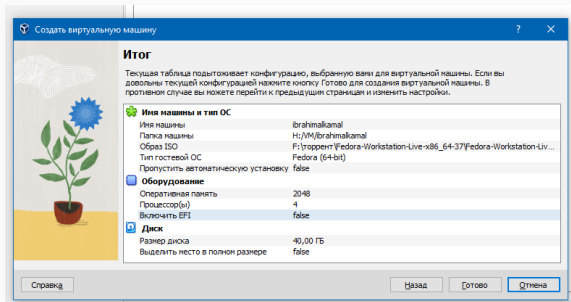 Создать виртуальную машину
? ×
Итог
Текущая таблица подытоживает конфигурацию, выбранную вами для виртуальной машины. Если вы
довольны текущей конфигурацией нажмите кнопку Готово для создания виртуальной машины. В
противном случае вы можете перейти к предыдущим страницам и изменить настройки.
Имя машины и тип ОС
Имя машины ibrahimalkamal
Папка машины H:/VM/ibrahimalkamal
Образ ISO F:\торрент\Fedora-Workstation-Live-x86_64-37\Fedora-Workstation-Liv...
Тип гостевой ОС Fedora (64-bit)
Пропустить автоматическую установку false
Оборудование
Оперативная память 2048
Процессор(ы) 4
Включить EFI false
Диск
Размер диска 40,00 ГБ
Выделить место в полном размере false
Справка Назад Готово Отмена